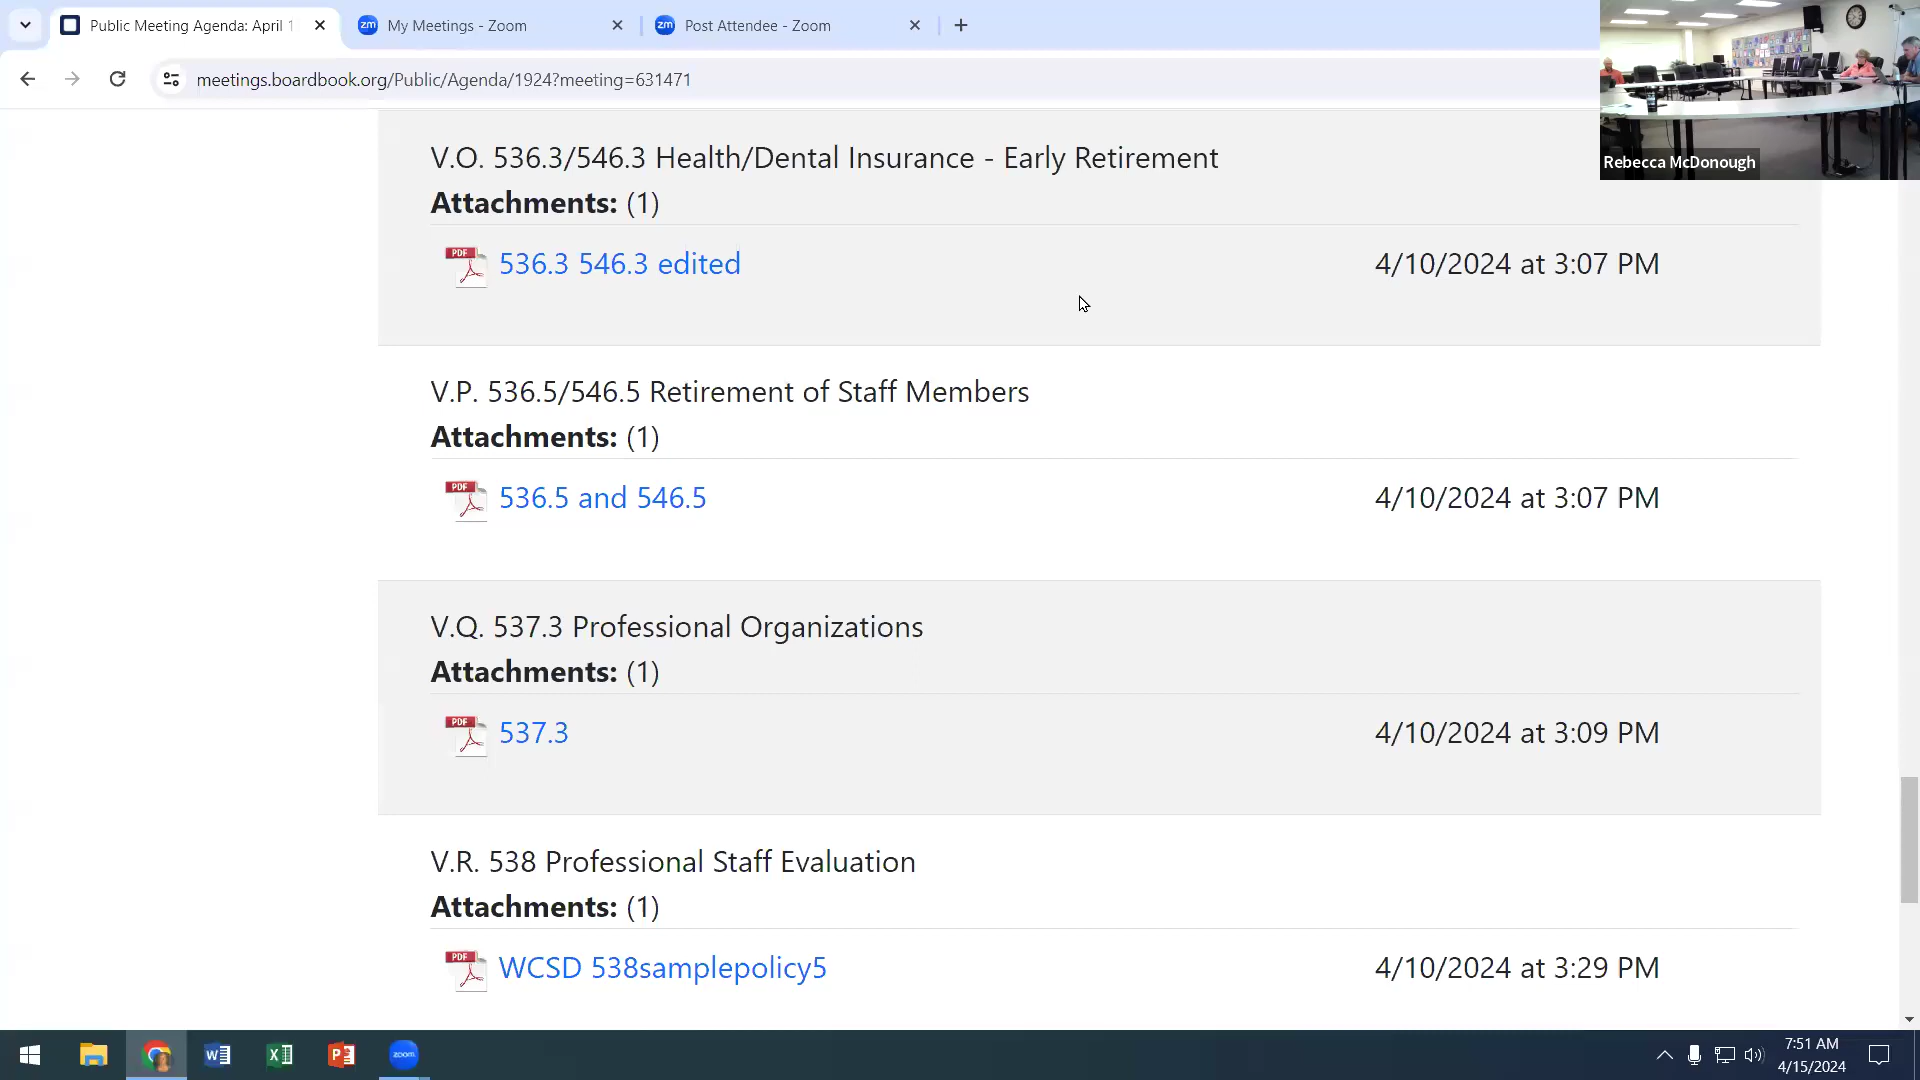 Public Meeting Agenda: April 1
My Meetings - Zoom
Post Attendee - Zoom
meetings.boardbook.org/Public/Agenda/1924?meeting=631471
Rebecca McDonough
V.O. 536.3/546.3 Health/Dental Insurance - Early Retirement
Attachments: (1)
PDF 536.3 546.3 edited 4/10/2024 at 3:07 PM
V.P. 536.5/546.5 Retirement of Staff Members
Attachments: (1)
PDF 536.5 and 546.5 4/10/2024 at 3:07 PM
V.Q. 537.3 Professional Organizations
Attachments: (1)
PDF 537.3 4/10/2024 at 3:09 PM
V.R. 538 Professional Staff Evaluation
Attachments: (1)
PDF WCSD 538samplepolicy5 4/10/2024 at 3:29 PM
zoom
7:51 AM
4/15/2024